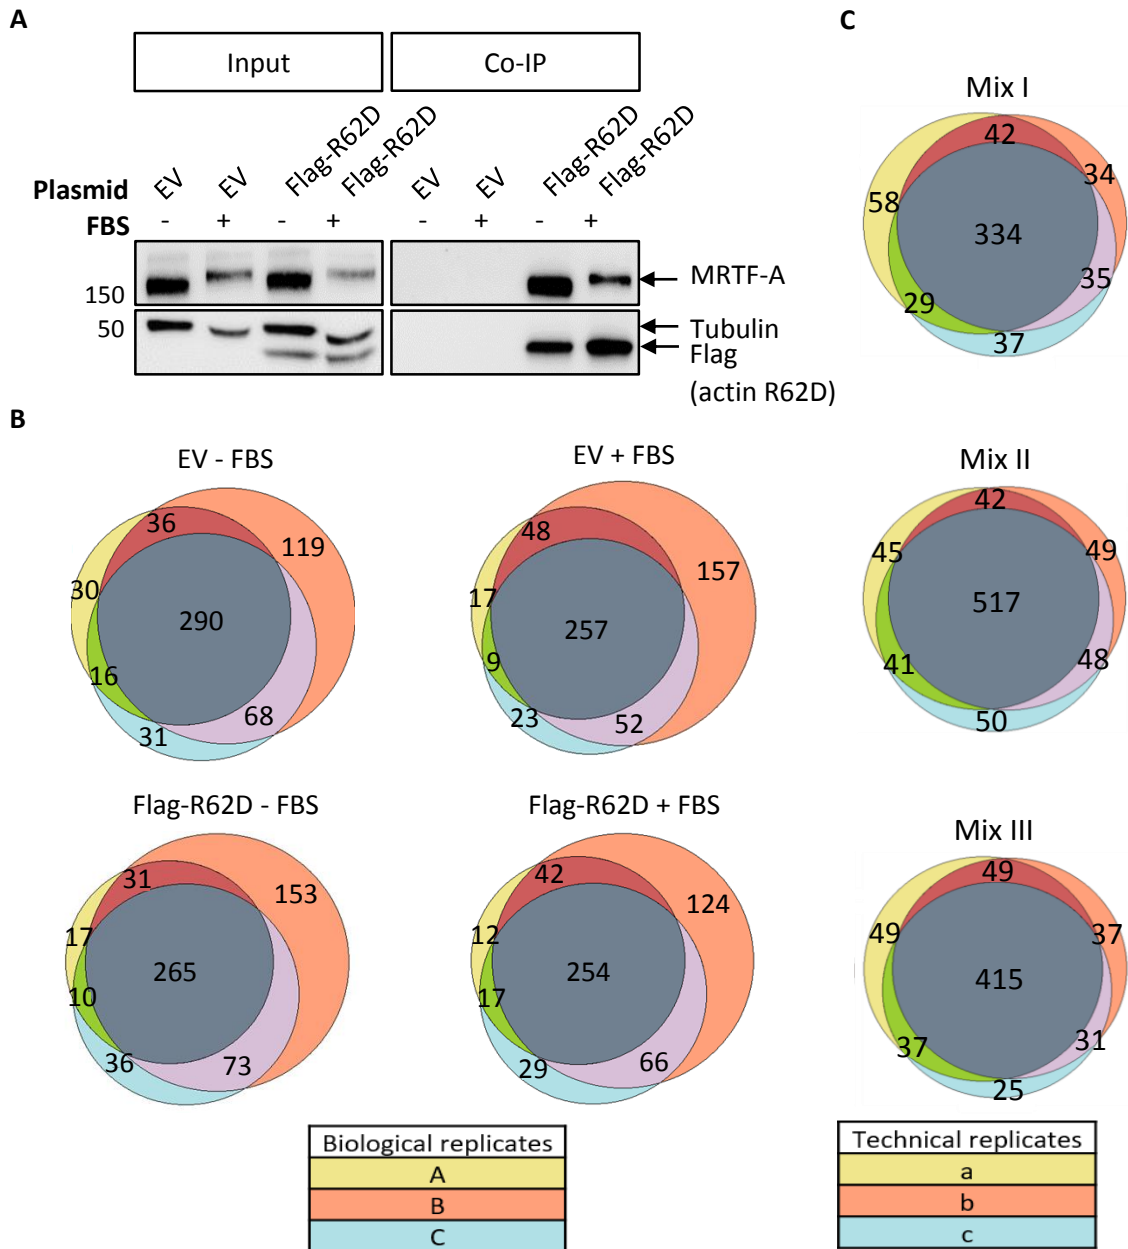 A
Input
Co-IP
Plasmid EV EV Flag-R62D Flag-R62D EV EV Flag-R62D Flag-R62D
FBS - + - + - + - +
150
50
MRTF-A
Tubulin
Flag
(actin R62D)
B
EV - FBS
36
119
30
290
16
68
31
EV + FBS
48
157
17
257
9
23
52
Flag-R62D - FBS
31
153
17
265
10
36
73
Flag-R62D + FBS
42
124
12
254
17
29
66
Biological replicates
A
B
C
C
Mix I
42
34
58
334
35
29
37
Mix II
42
45
49
517
41
48
50
Mix III
49
49
37
415
37
31
25
Technical replicates
a
b
c